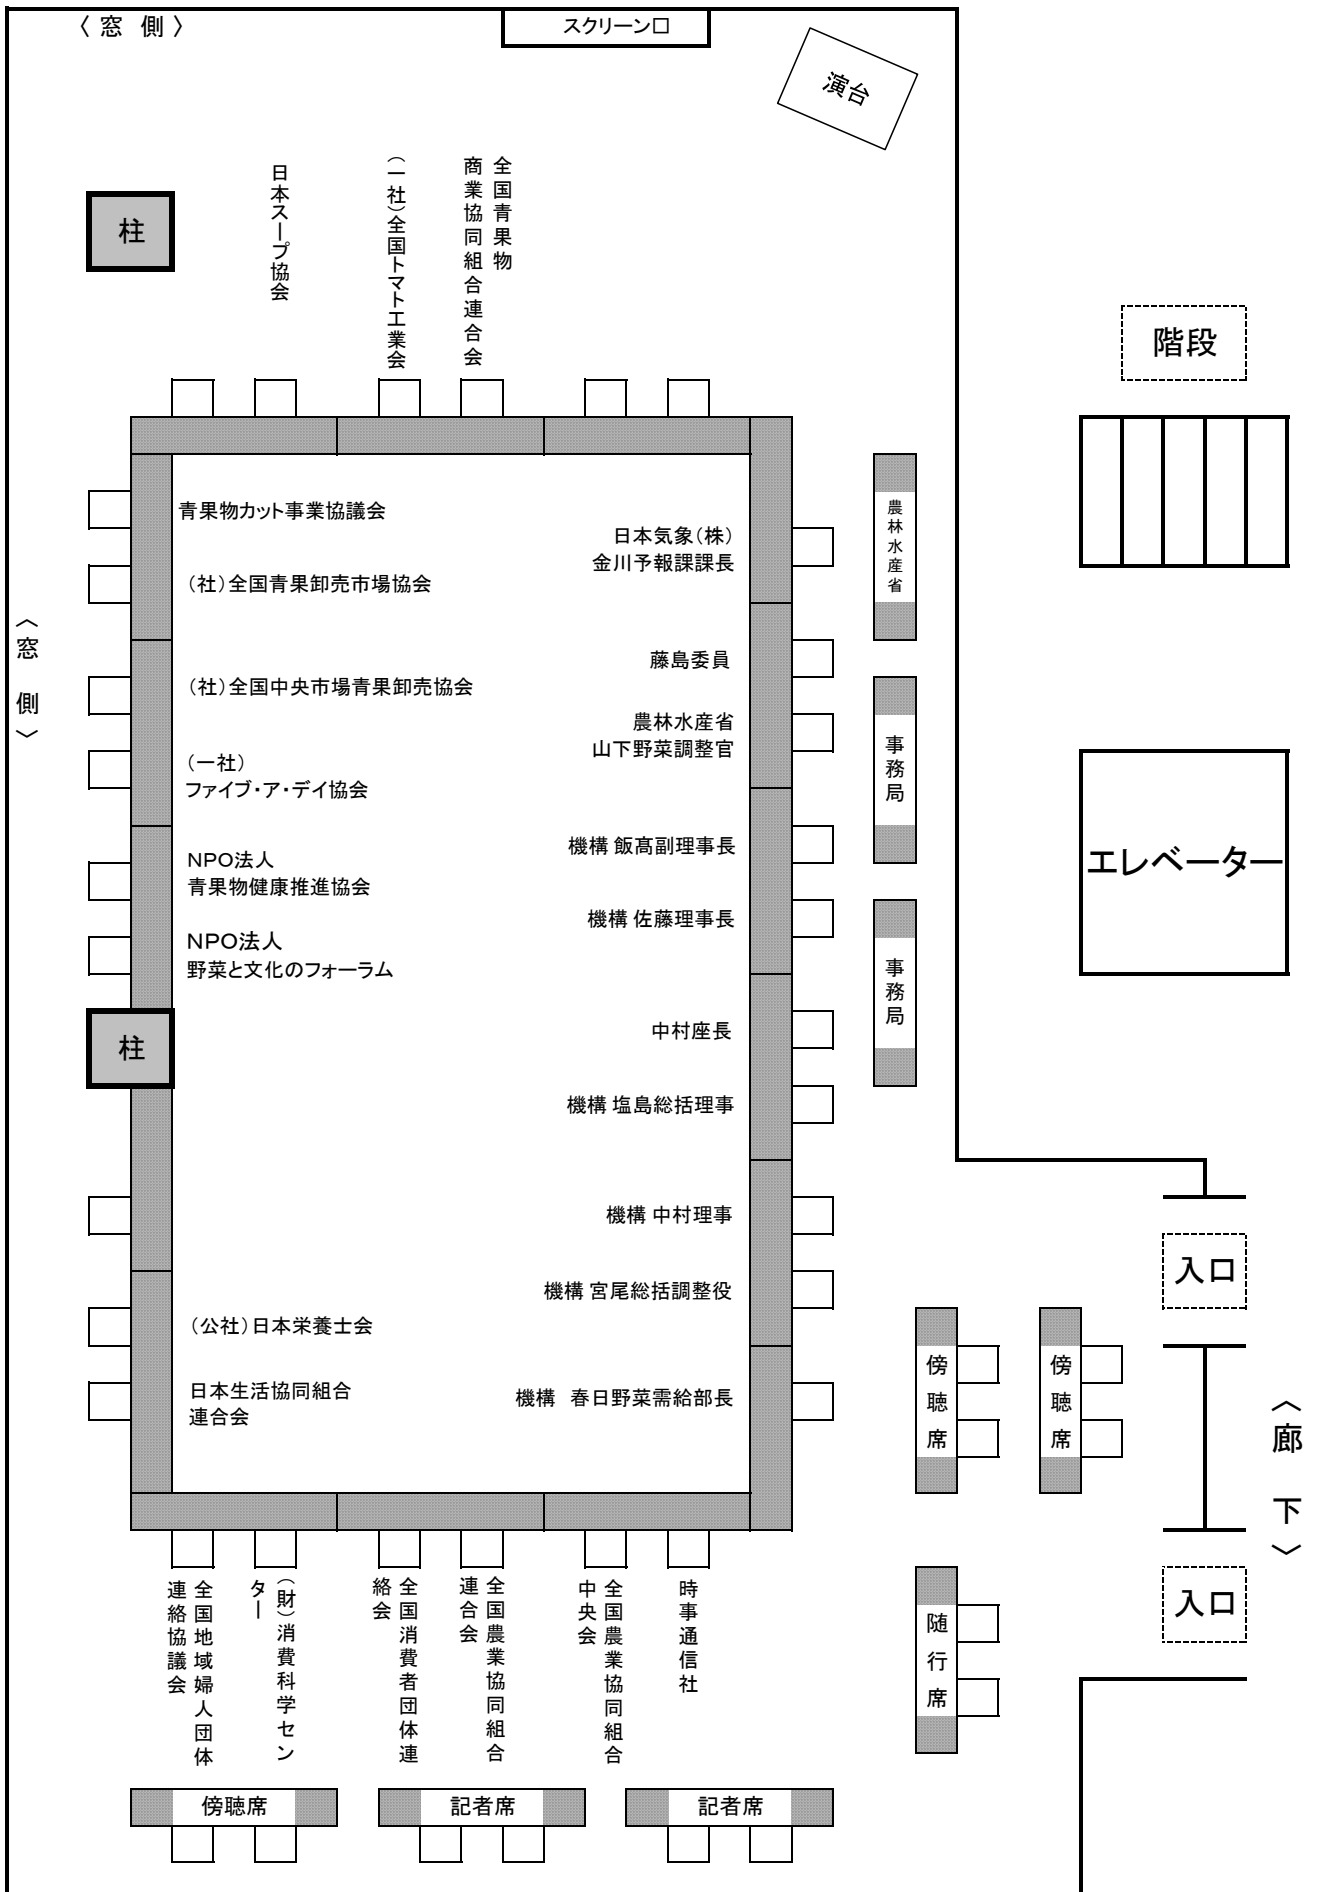 〈 窓 側 〉
スクリーン口
演台
柱
日本スープ協会
（一社）全国トマト工業会
全国青果物
商業協同組合連合会
階段
青果物カット事業協議会
（社）全国青果卸売市場協会
（社）全国中央市場青果卸売協会
（一社）
ファイブ・ア・デイ協会
NPO法人
青果物健康推進協会
NPO法人
野菜と文化のフォーラム
〈窓 側〉
柱
（公社）日本栄養士会
日本生活協同組合
連合会
日本気象（株）
金川予報課課長
藤島委員
農林水産省
山下野菜調整官
機構 飯髙副理事長
機構 佐藤理事長
中村座長
機構 塩島総括理事
機構 中村理事
機構 宮尾総括調整役
機構　春日野菜需給部長
農林水産省
事務局
事務局
エレベーター
入口
傍聴席
傍聴席
〈廊 下〉
入口
随行席
全国地域婦人団体
連絡協議会
（財）消費科学セン
ター
全国消費者団体連
絡会
全国農業協同組合
連合会
全国農業協同組合
中央会
時事通信社
傍聴席
記者席
記者席